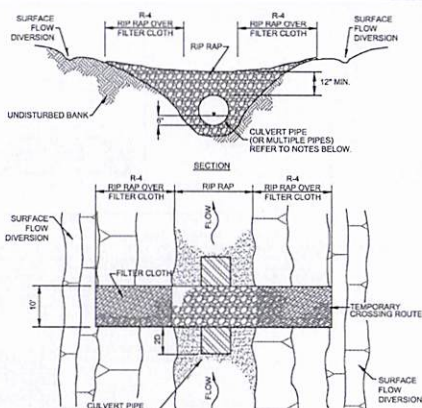 SURFACE
FLOW
DIVERSION
R-4
RIP RAP OVER
FILTER CLOTH
RIP RAP
R-4
RIP RAP OVER
FILTER CLOTH
SURFACE
FLOW
DIVERSION
12" MIN.
UNDISTURBED BANK
6"
CULVERT PIPE
(OR MULTIPLE PIPES)
REFER TO NOTES BELOW.
SECTION
R-4
RIP RAP OVER
FILTER CLOTH
RIP RAP
R-4
RIP RAP OVER
FILTER CLOTH
SURFACE
FLOW
DIVERSION
FLOW
FILTER CLOTH
10'
TEMPORARY
CROSSING ROUTE
2D
FLOW
SURFACE
FLOW
DIVERSION
CULVERT PIPE